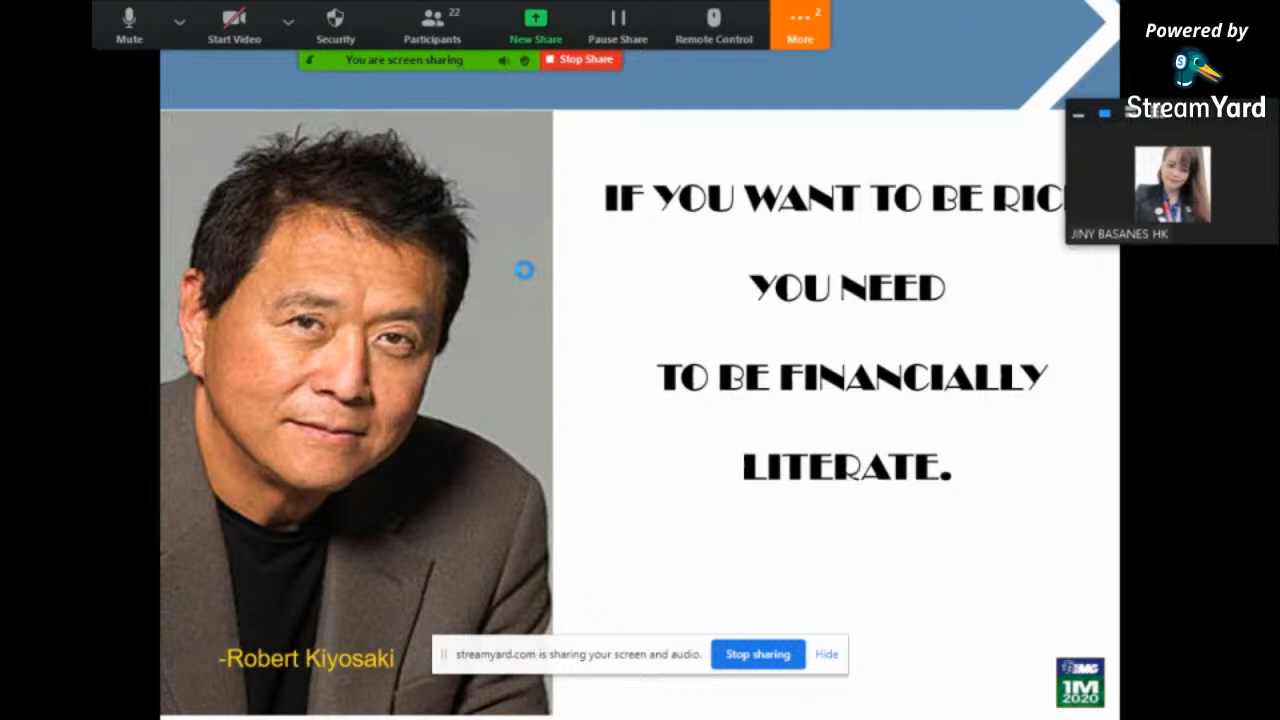 22
2
Mute
Start Video
Security
Participants
New Share
Pause Share
Remote Control
More
Powered by
StreamYard
You are screen sharing
Stop Share
JINY BASANES HK
IF YOU WANT TO BE RIC
YOU NEED
TO BE FINANCIALLY
LITERATE.
-Robert Kiyosaki
streamyard.com is sharing your screen and audio.
Stop sharing
Hide
IMG
1M
2020